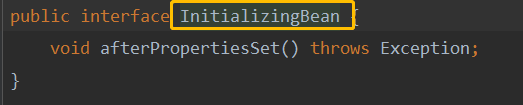 public interface InitializingBean {
    void afterPropertiesSet() throws Exception;
}